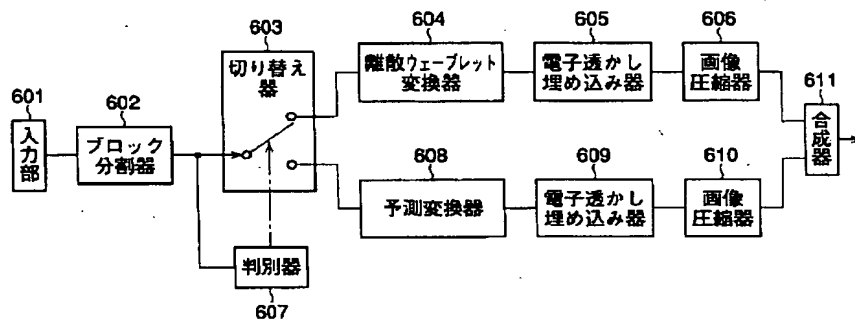 601
入力部
602
ブロック
分割器
603
切り替え
器
604
離散ウェーブレット
変換器
605
電子透かし
埋め込み器
606
画像
圧縮器
607
判別器
608
予測変換器
609
電子透かし
埋め込み器
610
画像
圧縮器
611
合成器